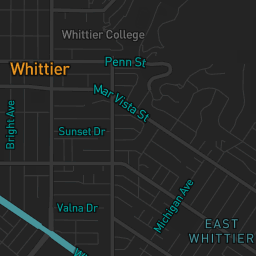 Whittier College
Penn St
Whittier
Mar Vista St
Bright Ave
Sunset Dr
Michigan Ave
Valna Dr
EAST
WHITTIER